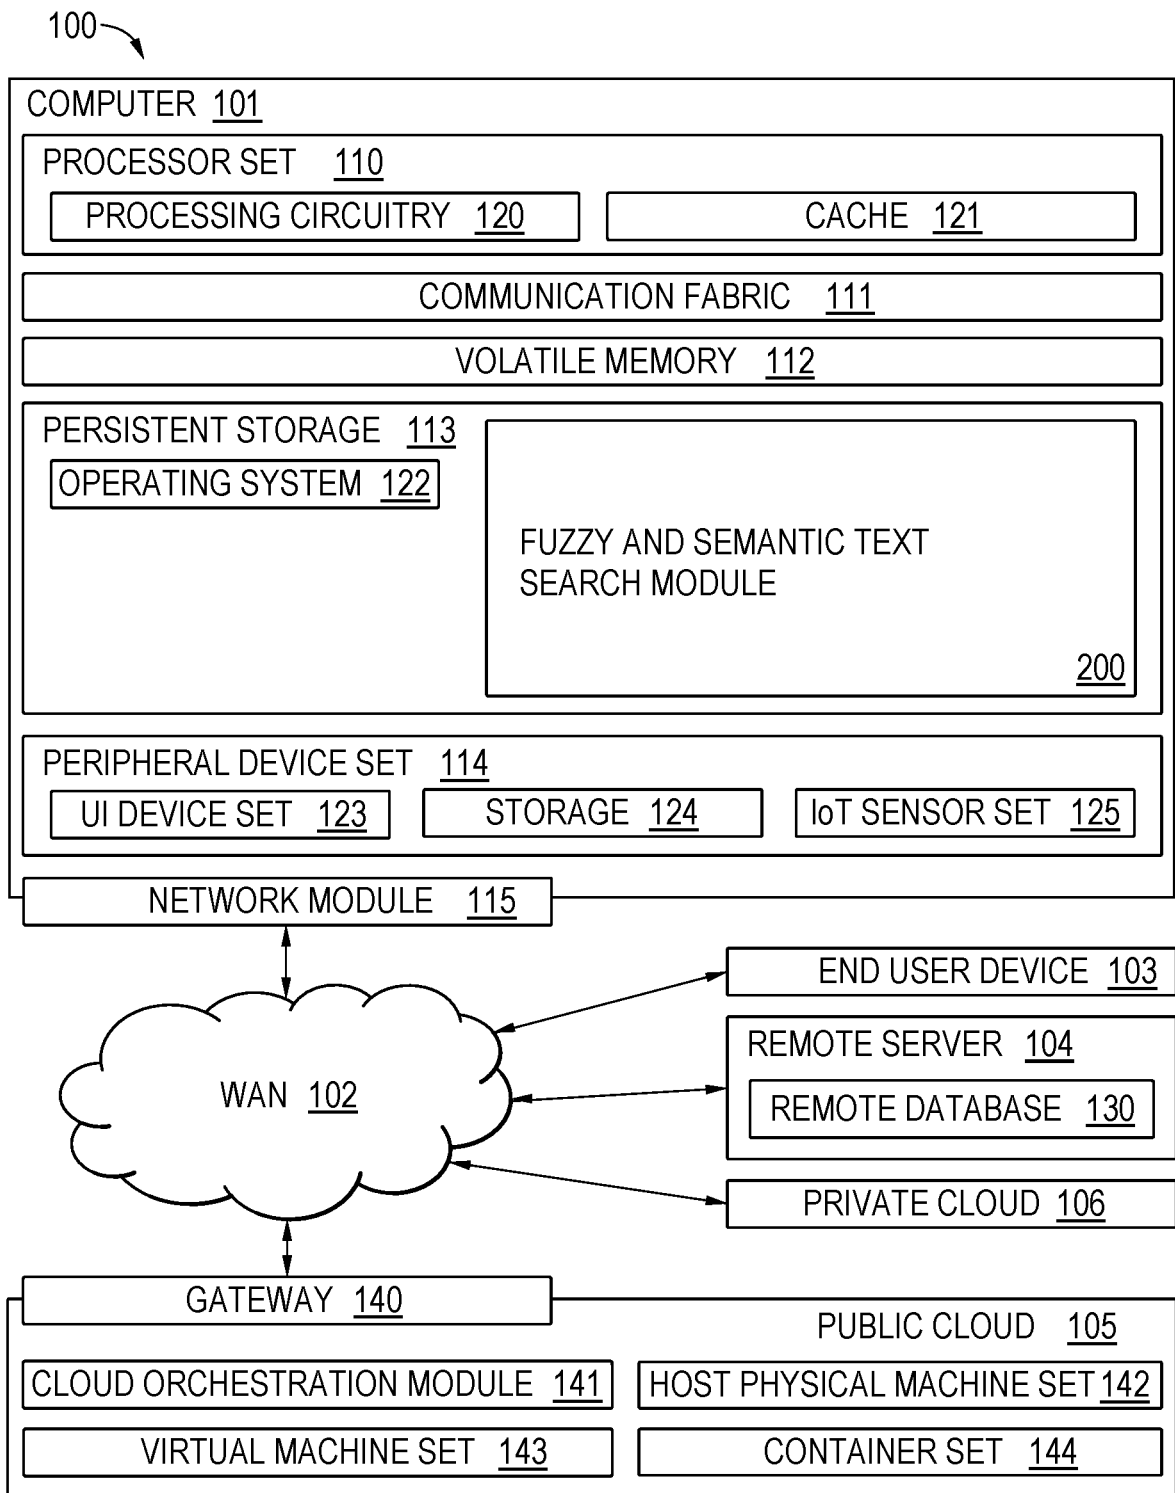 100
COMPUTER 101
PROCESSOR SET 110
PROCESSING CIRCUITRY 120
CACHE 121
COMMUNICATION FABRIC 111
VOLATILE MEMORY 112
PERSISTENT STORAGE 113
OPERATING SYSTEM 122
FUZZY AND SEMANTIC TEXT
SEARCH MODULE
200
PERIPHERAL DEVICE SET 114
UI DEVICE SET 123
STORAGE 124
IoT SENSOR SET 125
NETWORK MODULE 115
END USER DEVICE 103
REMOTE SERVER 104
WAN 102
REMOTE DATABASE 130
PRIVATE CLOUD 106
GATEWAY 140
PUBLIC CLOUD 105
CLOUD ORCHESTRATION MODULE 141
HOST PHYSICAL MACHINE SET 142
VIRTUAL MACHINE SET 143
CONTAINER SET 144